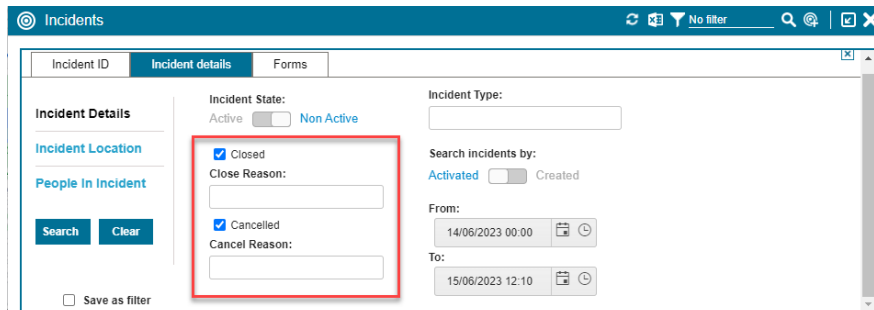 Incidents
No filter
Incident ID
Incident details
Forms
Incident Details
Incident Location
People In Incident
Search
Clear
Save as filter
Incident State:
Active
Non Active
Closed
Close Reason:
Cancelled
Cancel Reason:
Incident Type:
Search incidents by:
Activated
Created
From:
14/06/2023 00:00
To:
15/06/2023 12:10